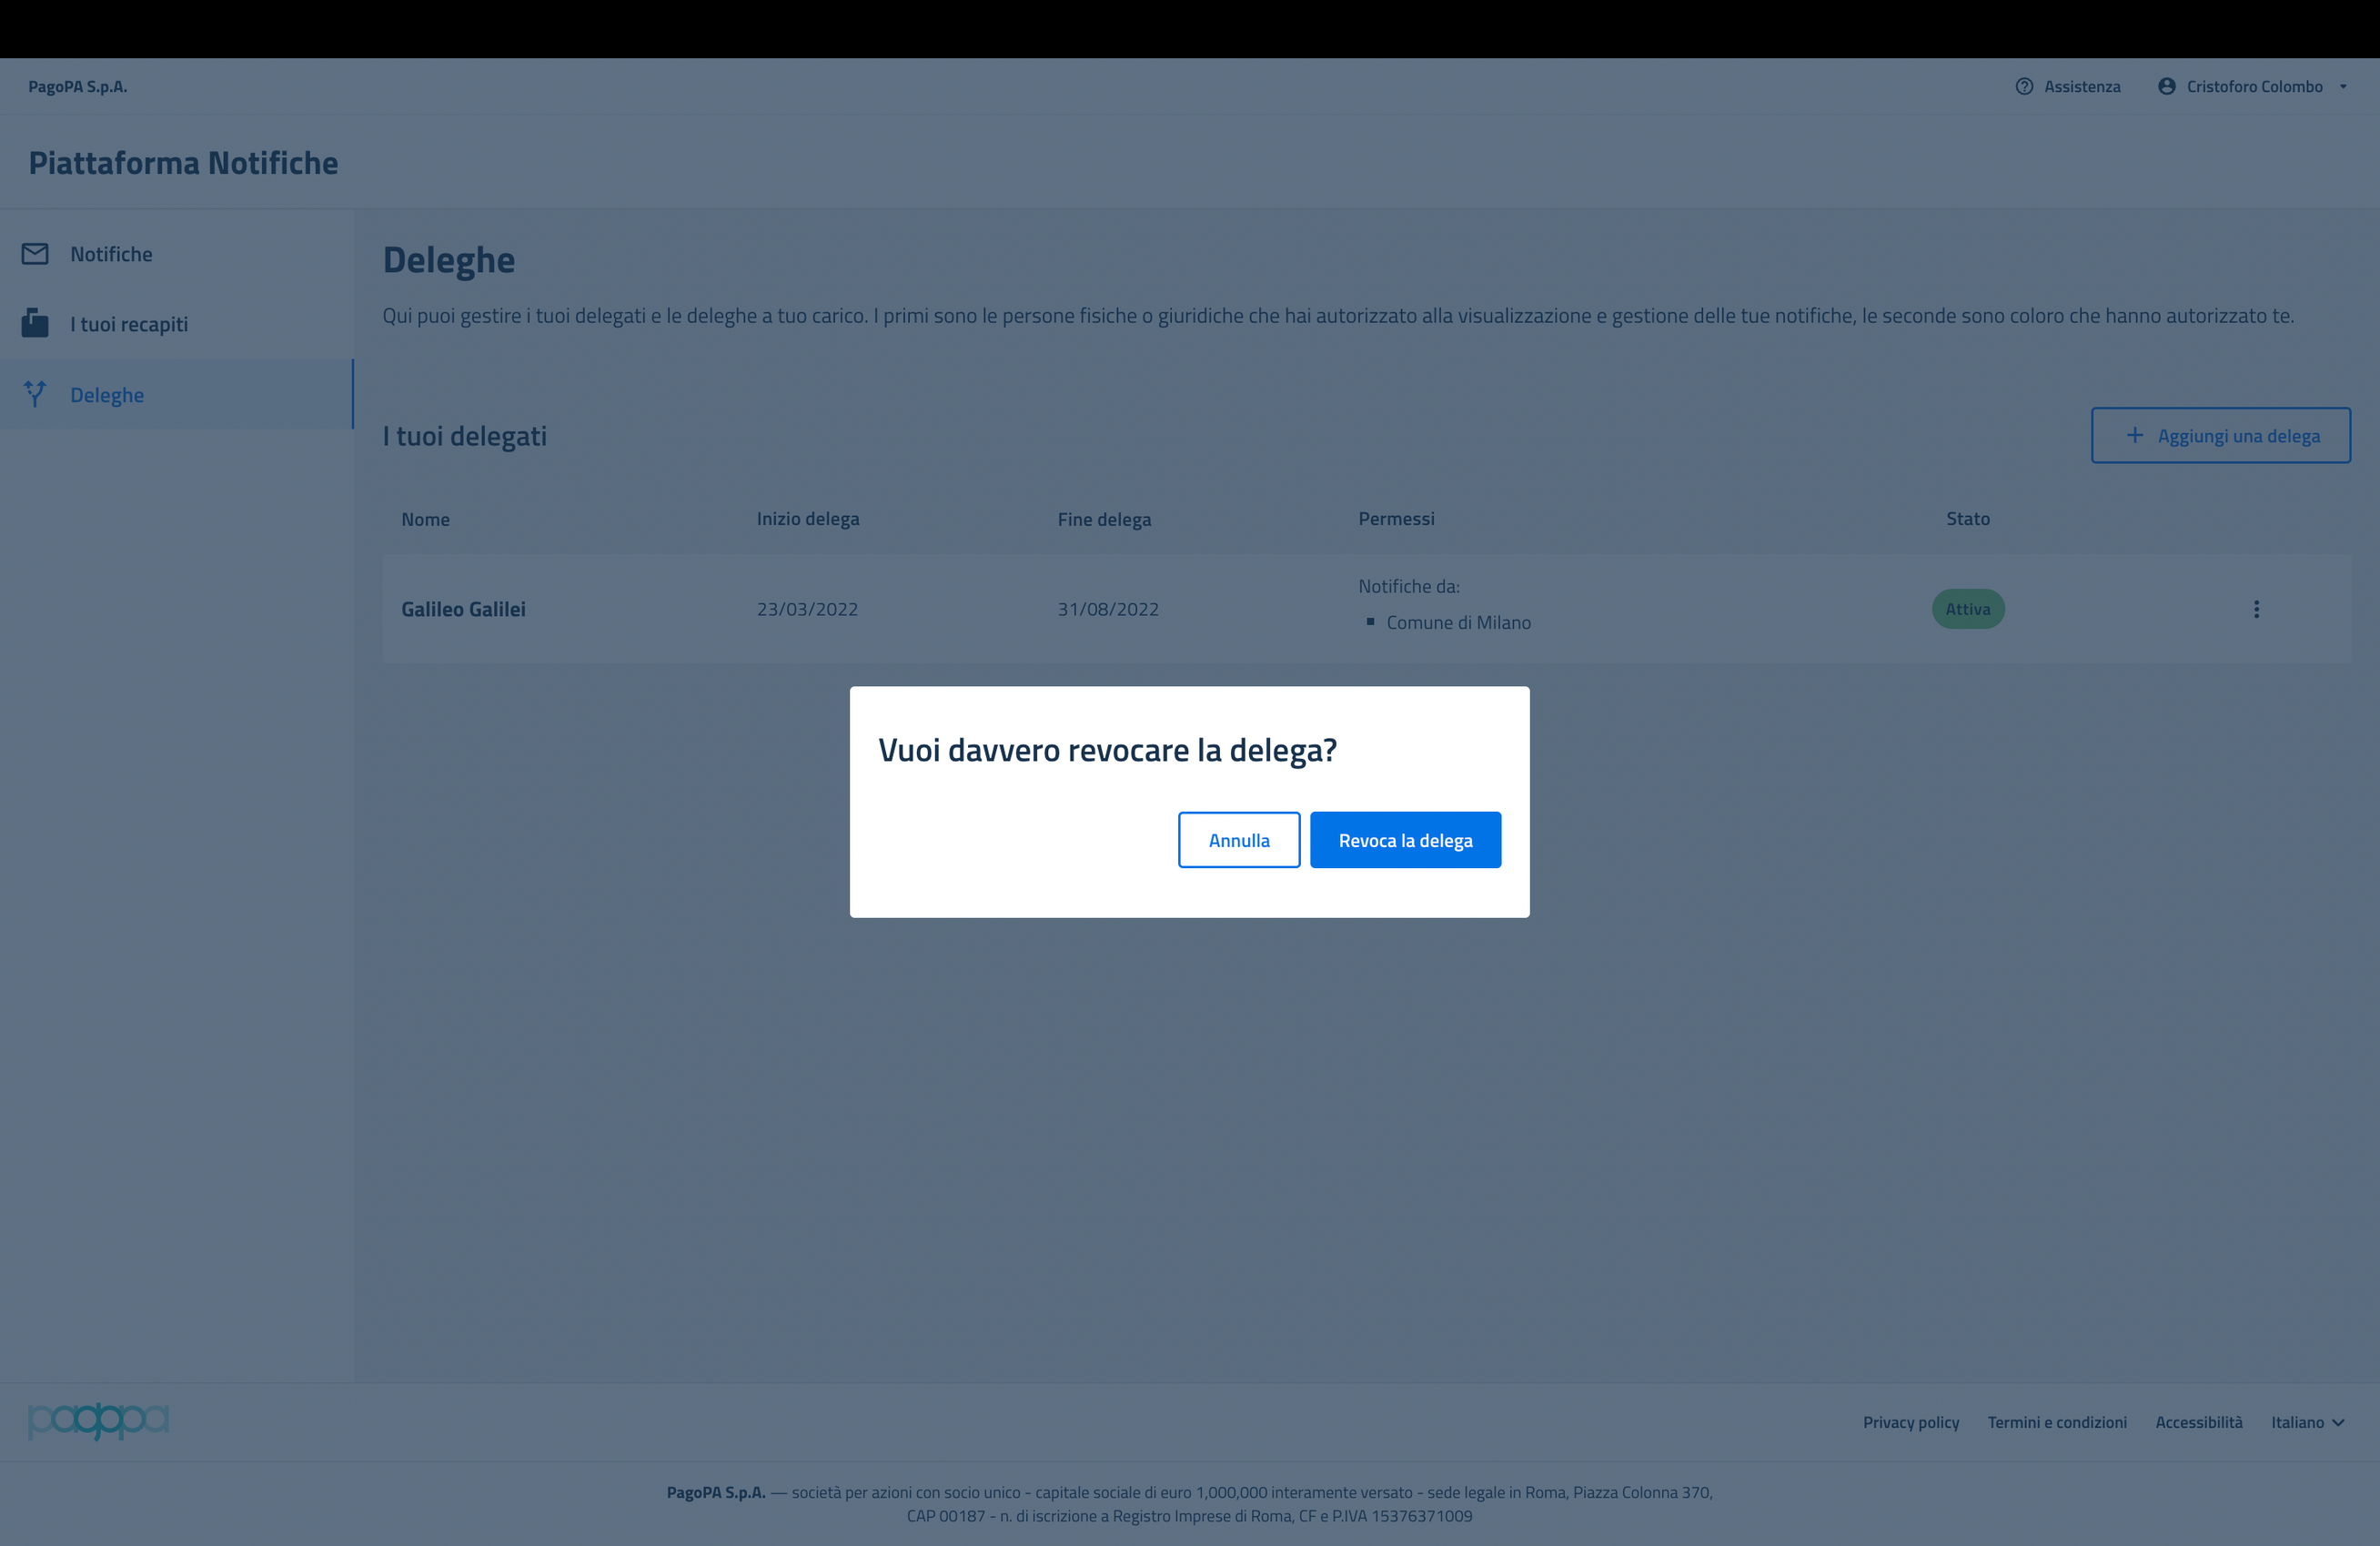 PagoPA S.p.A.
Assistenza
Cristoforo Colombo
Piattaforma Notifiche
Notifiche
I tuoi recapiti
Deleghe
Deleghe
Qui puoi gestire i tuoi delegati e le deleghe a tuo carico. I primi sono le persone fisiche o giuridiche che hai autorizzato alla visualizzazione e gestione delle tue notifiche, le seconde sono coloro che hanno autorizzato te.
I tuoi delegati
Aggiungi una delega
Nome Inizio delega Fine delega Permessi Stato
Galileo Galilei 23/03/2022 31/08/2022
Notifiche da:
Comune di Milano
Attiva
Vuoi davvero revocare la delega?
Annulla Revoca la delega
pagopa
Privacy policy Termini e condizioni Accessibilità Italiano
PagoPA S.p.A. — società per azioni con socio unico - capitale sociale di euro 1,000,000 interamente versato - sede legale in Roma, Piazza Colonna 370,
CAP 00187 - n. di iscrizione a Registro Imprese di Roma, CF e P.IVA 15376371009